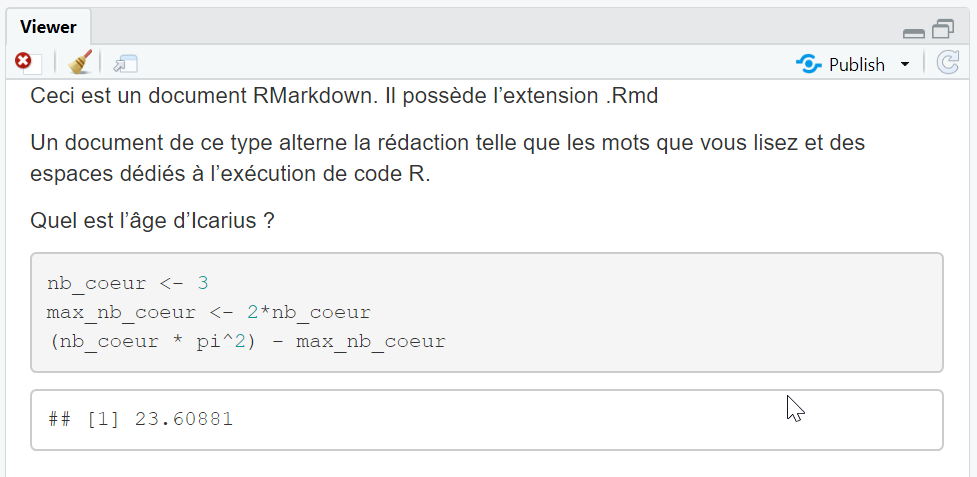 Viewer
Publish
Ceci est un document RMarkdown. Il possède l’extension .Rmd
Un document de ce type alterne la rédaction telle que les mots que vous lisez et des
espaces dédiés à l’exécution de code R.
Quel est l’âge d’Icarius ?
nb_coeur <- 3
max_nb_coeur <- 2*nb_coeur
(nb_coeur * pi^2) - max_nb_coeur
## [1] 23.60881